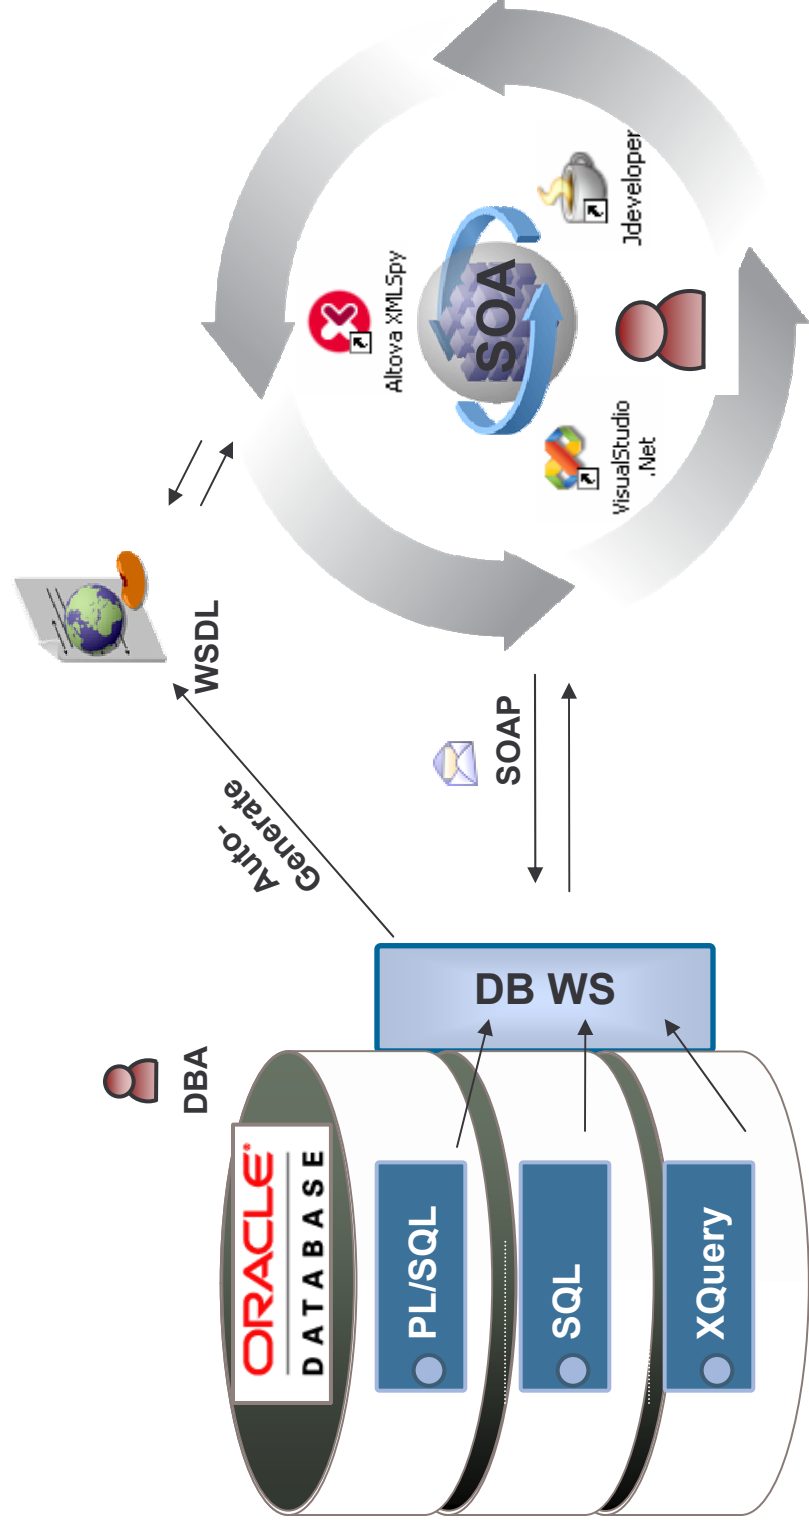 ORACLE
DATABASE
DBA
PL/SQL
SQL
XQuery
DB WS
Auto-
Generate
WSDL
SOAP
Altova XMLSpy
SOA
VisualStudio
.Net
Jdeveloper